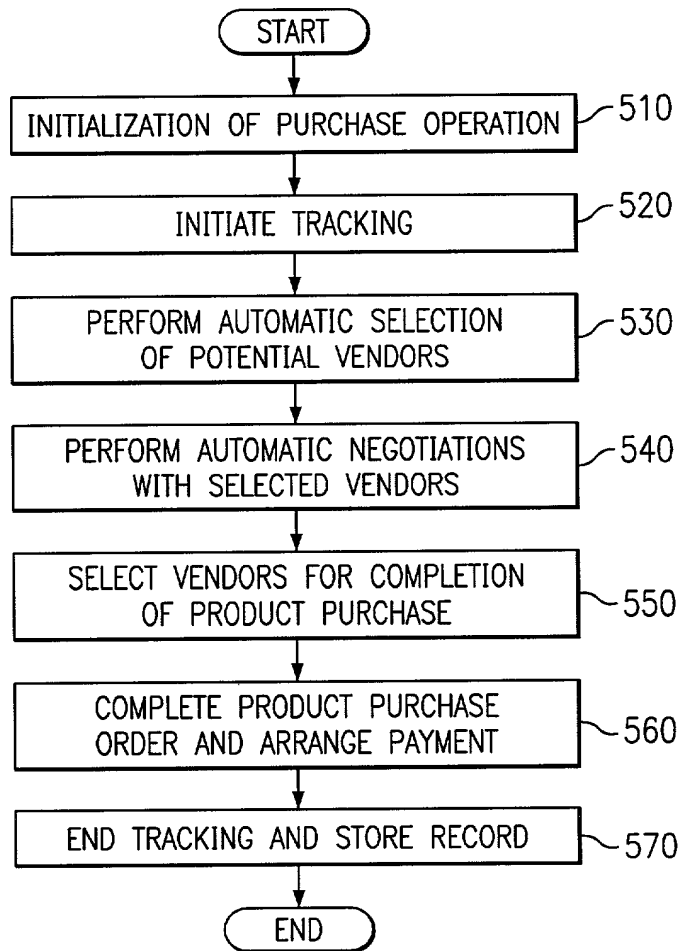 START
INITIALIZATION OF PURCHASE OPERATION
510
INITIATE TRACKING
520
PERFORM AUTOMATIC SELECTION
OF POTENTIAL VENDORS
530
PERFORM AUTOMATIC NEGOTIATIONS
WITH SELECTED VENDORS
540
SELECT VENDORS FOR COMPLETION
OF PRODUCT PURCHASE
550
COMPLETE PRODUCT PURCHASE
ORDER AND ARRANGE PAYMENT
560
END TRACKING AND STORE RECORD
570
END